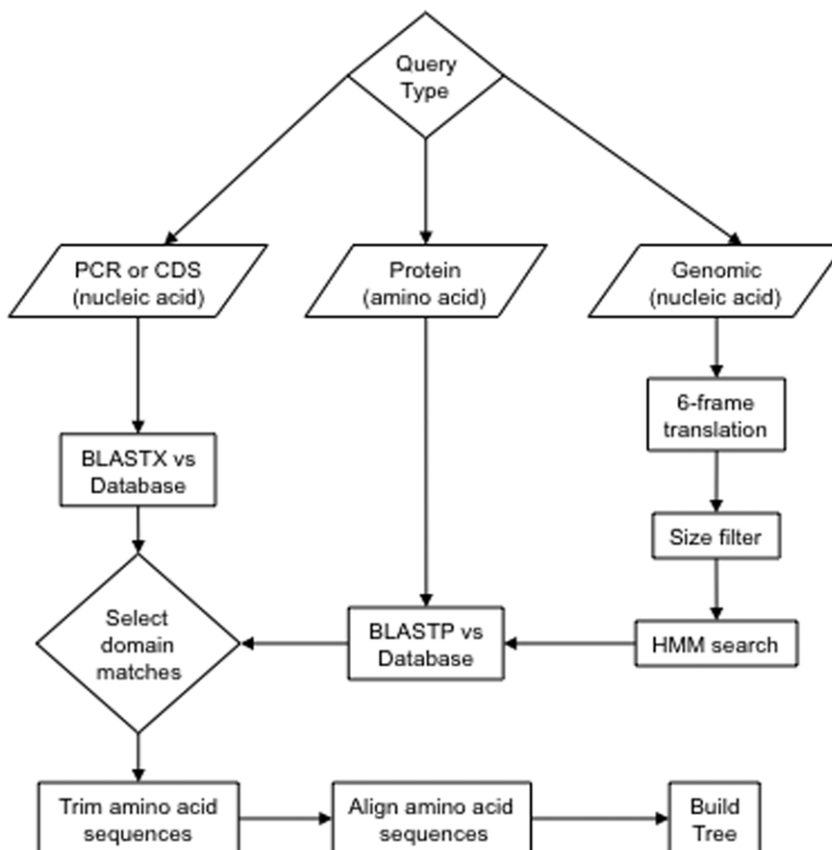 Query
Type
PCR or CDS
(nucleic acid)
Protein
(amino acid)
Genomic
(nucleic acid)
6-frame
translation
BLASTX vs
Database
Size filter
Select
domain
matches
BLASTP vs
Database
HMM search
Trim amino acid
sequences
Align amino acid
sequences
Build
Tree